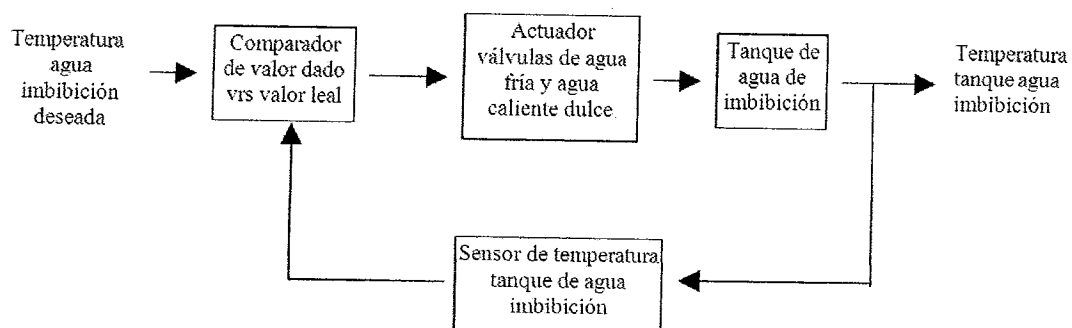 Temperatura
agua
imbibición
deseada
Comparador
de valor dado
vrs valor leal
Actuador
válvulas de agua
fría y agua
caliente dulce
Tanque de
agua de
imbibición
Temperatura
tanque agua
imbibición
Sensor de temperatura
tanque de agua
imbibición